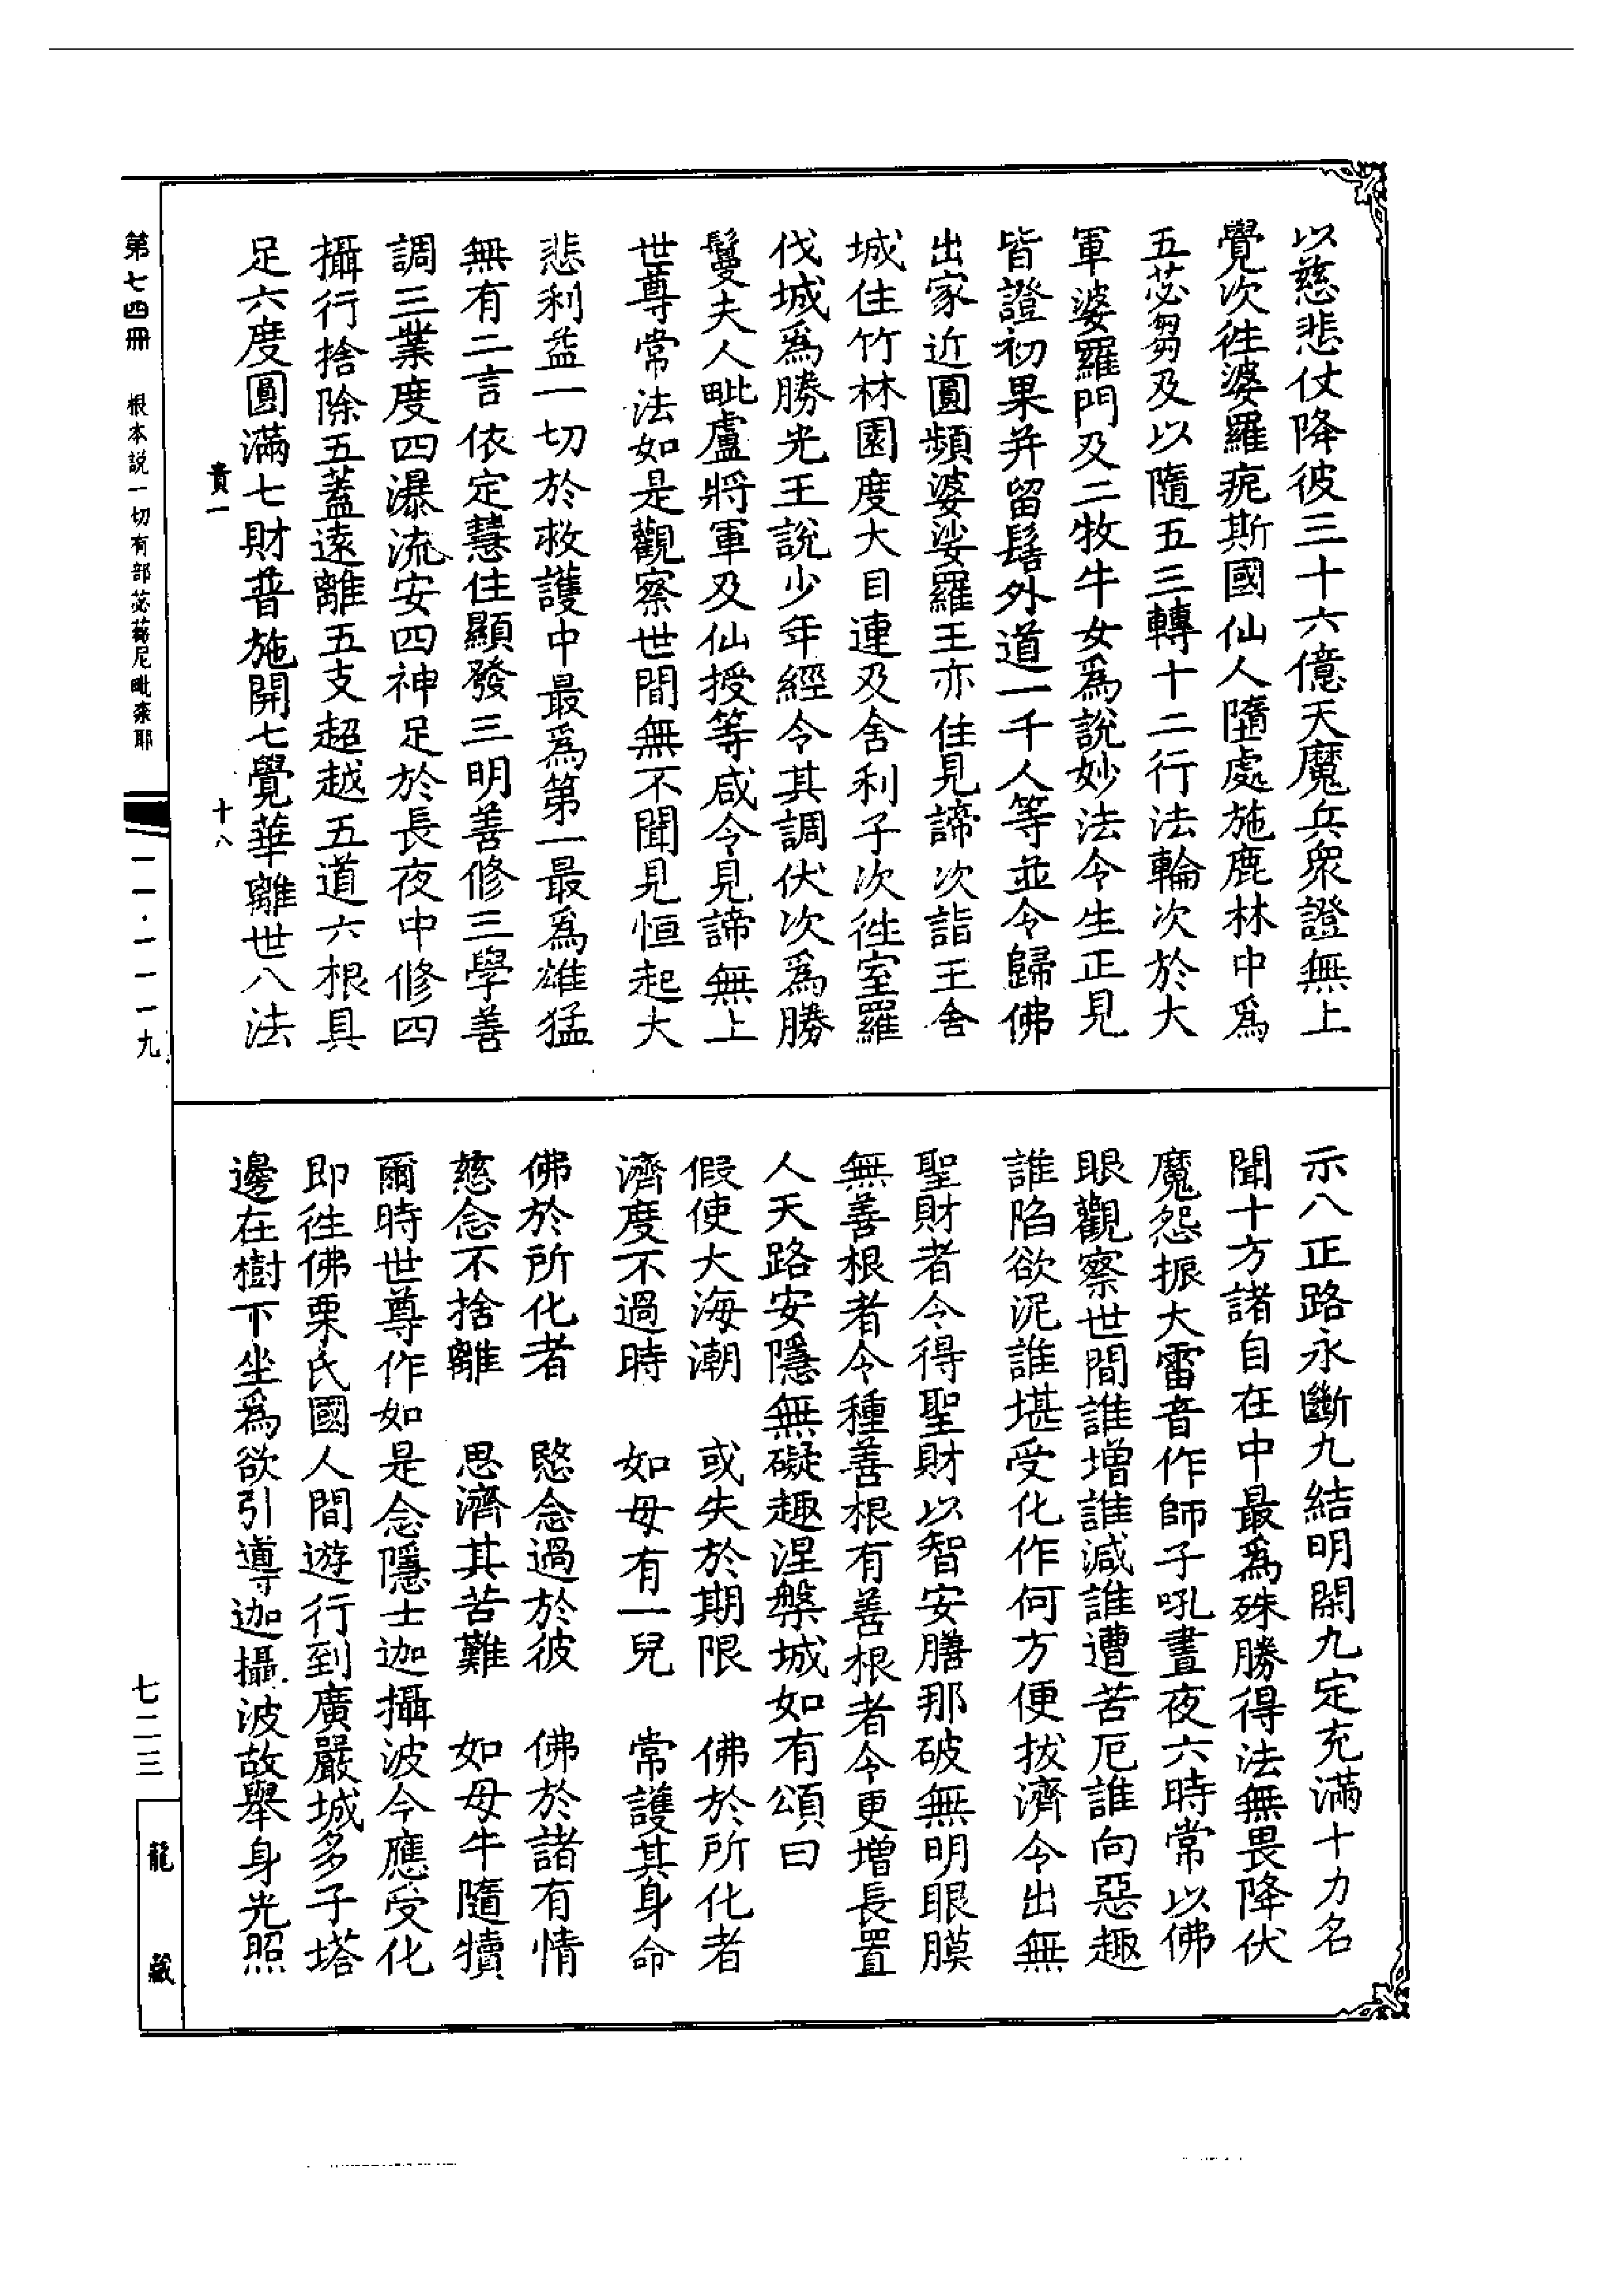 以慈悲仗降彼三十六億天魔兵衆證無上
覺次徃婆羅痆斯國仙人墮處施鹿林中爲
五苾芻及以隨五三轉十二行法輪次於大
軍婆羅門及二牧牛女爲說妙法令生正見
皆證初果并留髻外道一千人等並令歸佛
出家近圓頻婆娑羅王亦住見諦次詣王舍
城住竹林園度大目連及舍利子次徃室羅
伐城爲勝光王說少年經令其調伏次爲勝
鬘夫人毗盧將軍及仙授等咸令見諦無上
世尊常法如是觀察世間無不聞見恒起大
悲利益一切於救護中最爲第一最爲雄猛
無有二言依定慧住顯發三明善修三學善
調三業度四瀑流安四神足於長夜中修四
攝行捨除五蓋遠離五支超越五道六根具
足六度圓滿七財普施開七覺華離世八法
貴一 十八
示八正路永斷九結明閑九定充滿十力名
聞十方諸自在中最爲殊勝得法無畏降伏
魔怨振大雷音作師子吼晝夜六時常以佛
眼觀察世間誰增誰減誰遭苦厄誰向惡趣
誰陷欲泥誰堪受化作何方便拔濟令出無
聖財者令得聖財以智安膳那破無明眼膜
無善根者令種善根有善根者令更增長置
人天路安隱無礙趣涅槃城如有頌曰
假使大海潮 或失於期限 佛於所化者
濟度不過時 如母有一兒 常護其身命
佛於所化者 愍念過於彼 佛於諸有情
慈念不捨離 思濟其苦難 如母牛隨犢
爾時世尊作如是念隱士迦攝波今應受化
即徃佛栗氏國人間遊行到廣嚴城多子塔
邊在樹下坐爲欲引導迦攝波故舉身光照
第七四冊 根本説一切有部苾蒭尼毗奈耶
一一·一一一九
七二三
龍藏